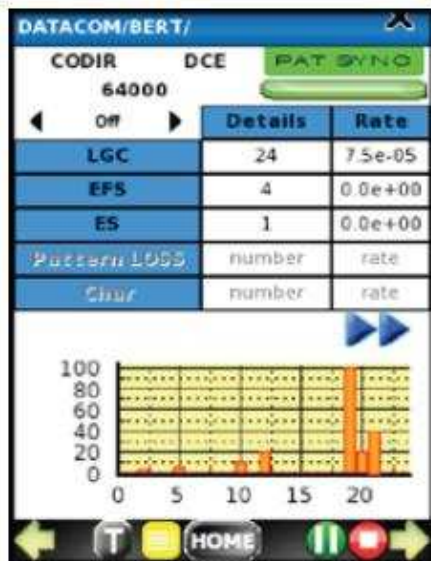 DATACOM/BERT/ X
CODIR DCE PAT SYNC
64000
Off Details Rate
LGC 24 7.5e-05
EFS 4 0.0e+00
ES 1 0.0e+00
Pattern LOSS number rate
Char number rate
100
80
60
40
20
0
0 5 10 15 20
T HOME